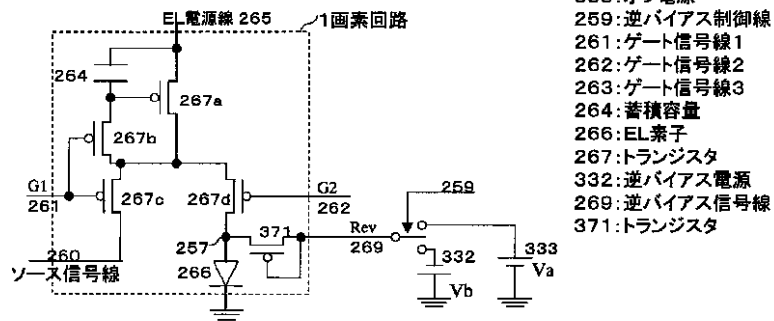 EL電源線 265
1画素回路
264
267a
267b
G1
261
267c
267d
G2
262
259
371
Rev
269
257
260
ソース信号線
266
332
Vb
333
Va
259:逆バイアス制御線
261:ゲート信号線1
262:ゲート信号線2
263:ゲート信号線3
264:蓄積容量
266:EL素子
267:トランジスタ
332:逆バイアス電源
269:逆バイアス信号線
371:トランジスタ